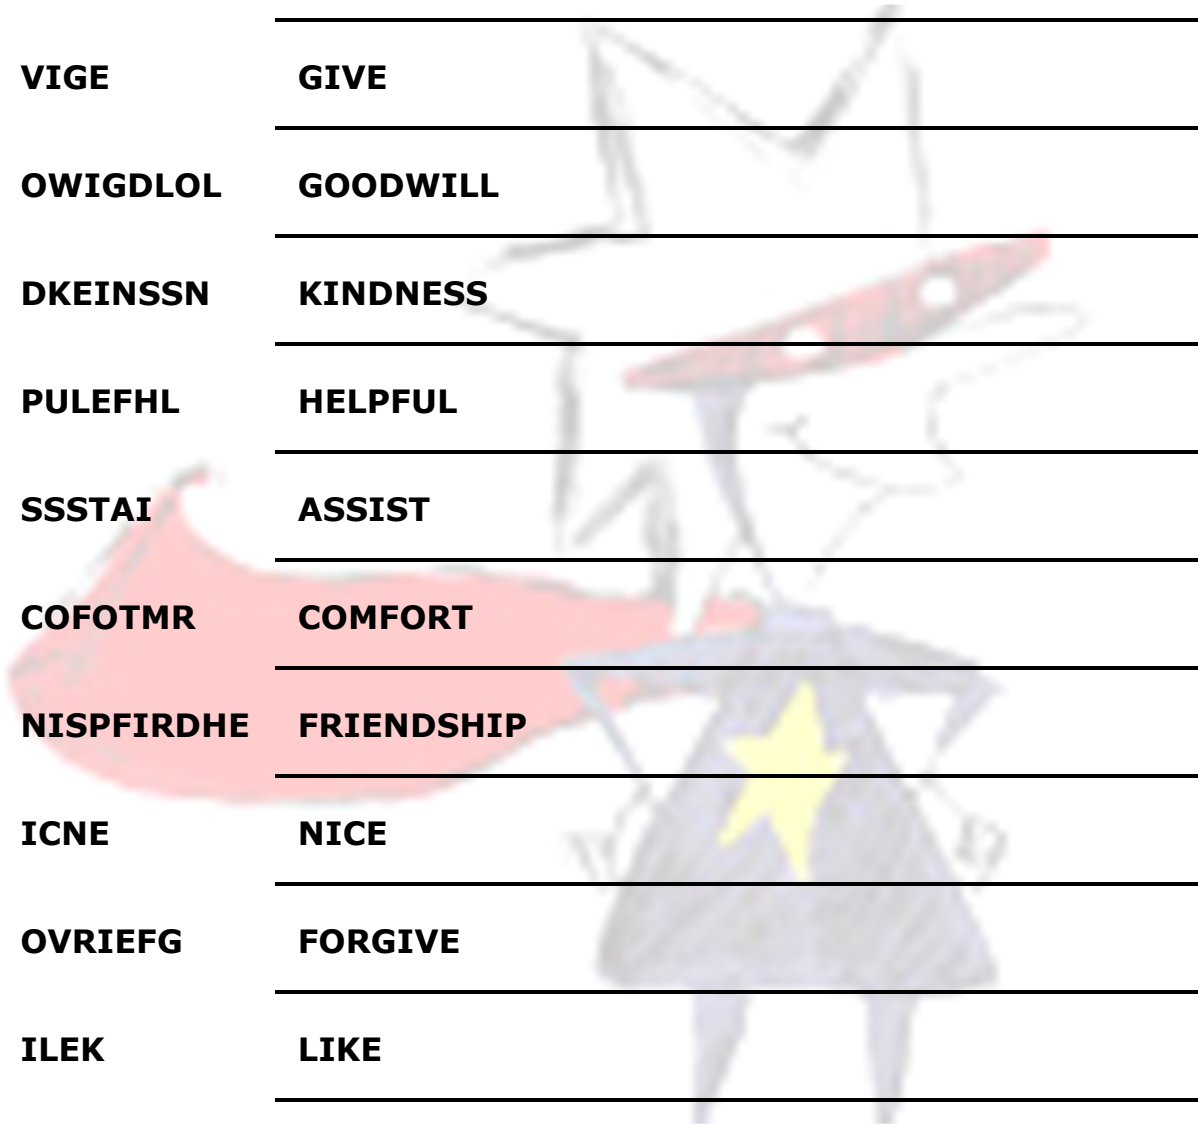 VIGE GIVE
OWIGDLOL GOODWILL
DKEINSSN KINDNESS
PULEFHL HELPFUL
SSSTAI ASSIST
COFOTMR COMFORT
NISPFIRDHE FRIENDSHIP
ICNE NICE
OVRIEFG FORGIVE
ILEK LIKE